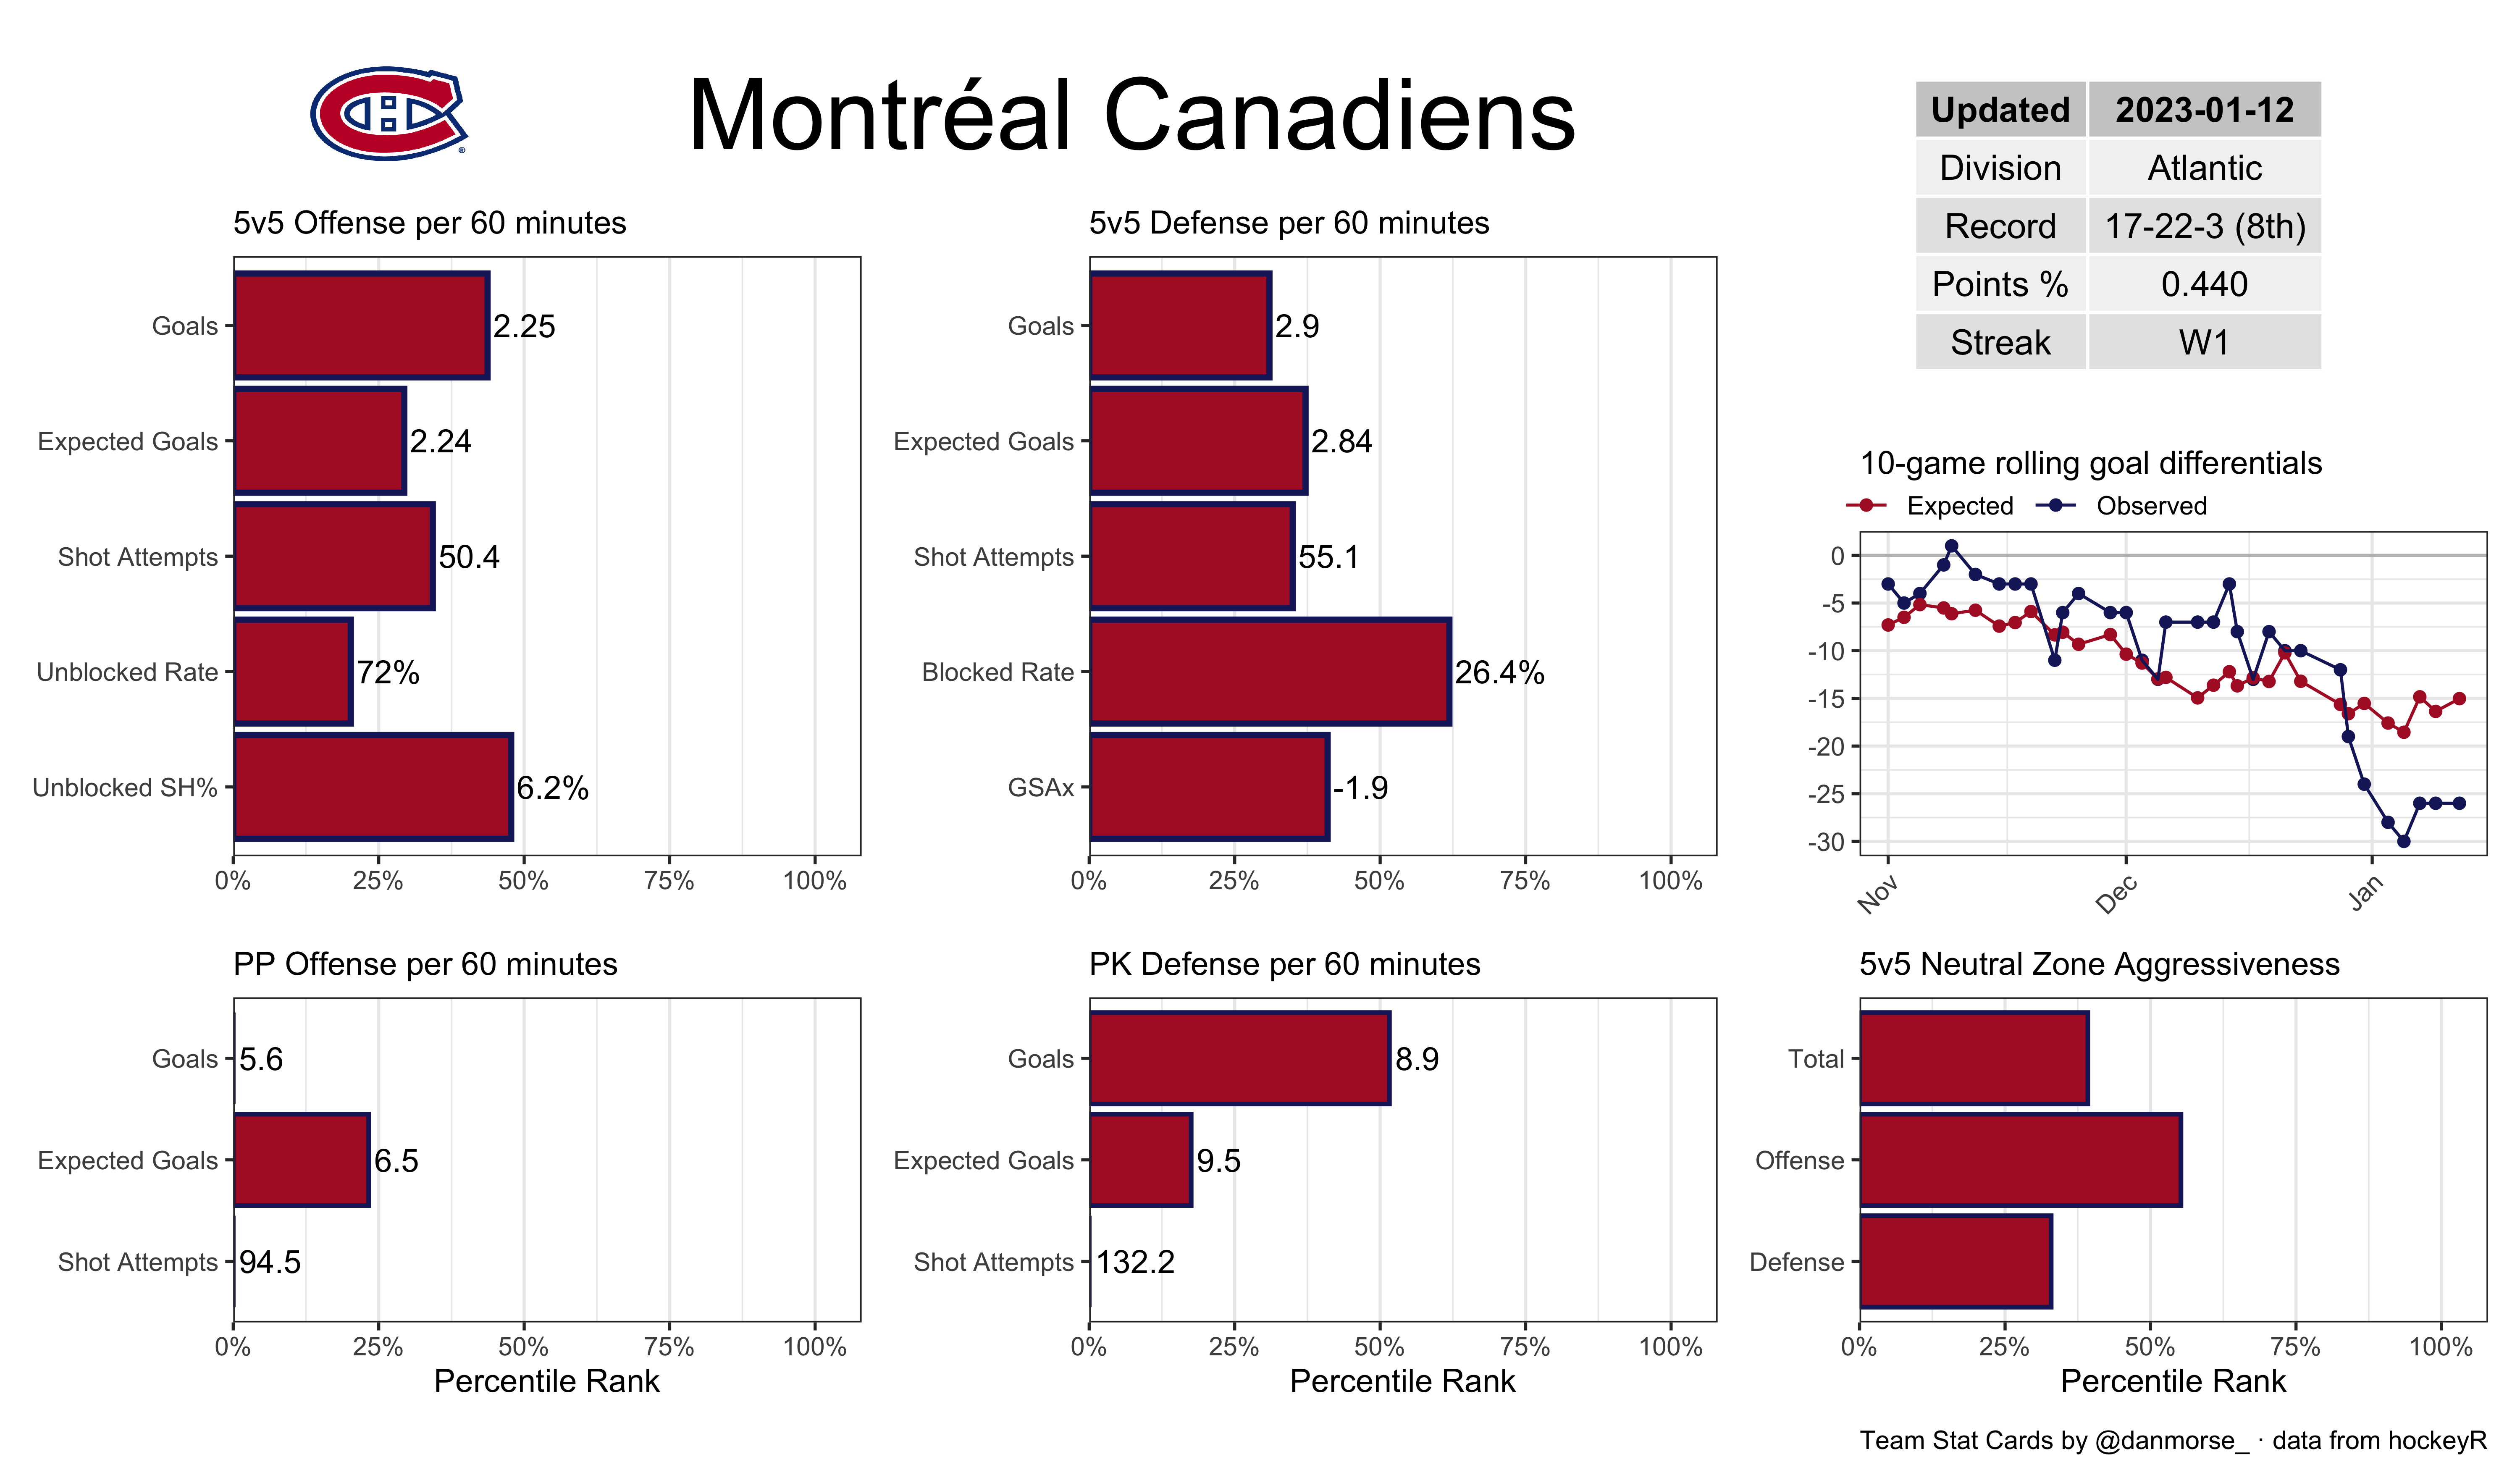 Montréal Canadiens
Updated 2023-01-12
Division Atlantic
Record 17-22-3 (8th)
Points % 0.440
Streak W1
5v5 Offense per 60 minutes
Goals 2.25
Expected Goals 2.24
Shot Attempts 50.4
Unblocked Rate 72%
Unblocked SH% 6.2%
0% 25% 50% 75% 100%
5v5 Defense per 60 minutes
Goals 2.9
Expected Goals 2.84
Shot Attempts 55.1
Blocked Rate 26.4%
GSAx -1.9
0% 25% 50% 75% 100%
10-game rolling goal differentials
Expected Observed
0
-5
-10
-15
-20
-25
-30
Nov Dec Jan
PP Offense per 60 minutes
Goals 5.6
Expected Goals 6.5
Shot Attempts 94.5
0% 25% 50% 75% 100%
Percentile Rank
PK Defense per 60 minutes
Goals 8.9
Expected Goals 9.5
Shot Attempts 132.2
0% 25% 50% 75% 100%
Percentile Rank
5v5 Neutral Zone Aggressiveness
Total
Offense
Defense
0% 25% 50% 75% 100%
Percentile Rank
Team Stat Cards by @danmorse_ · data from hockeyR